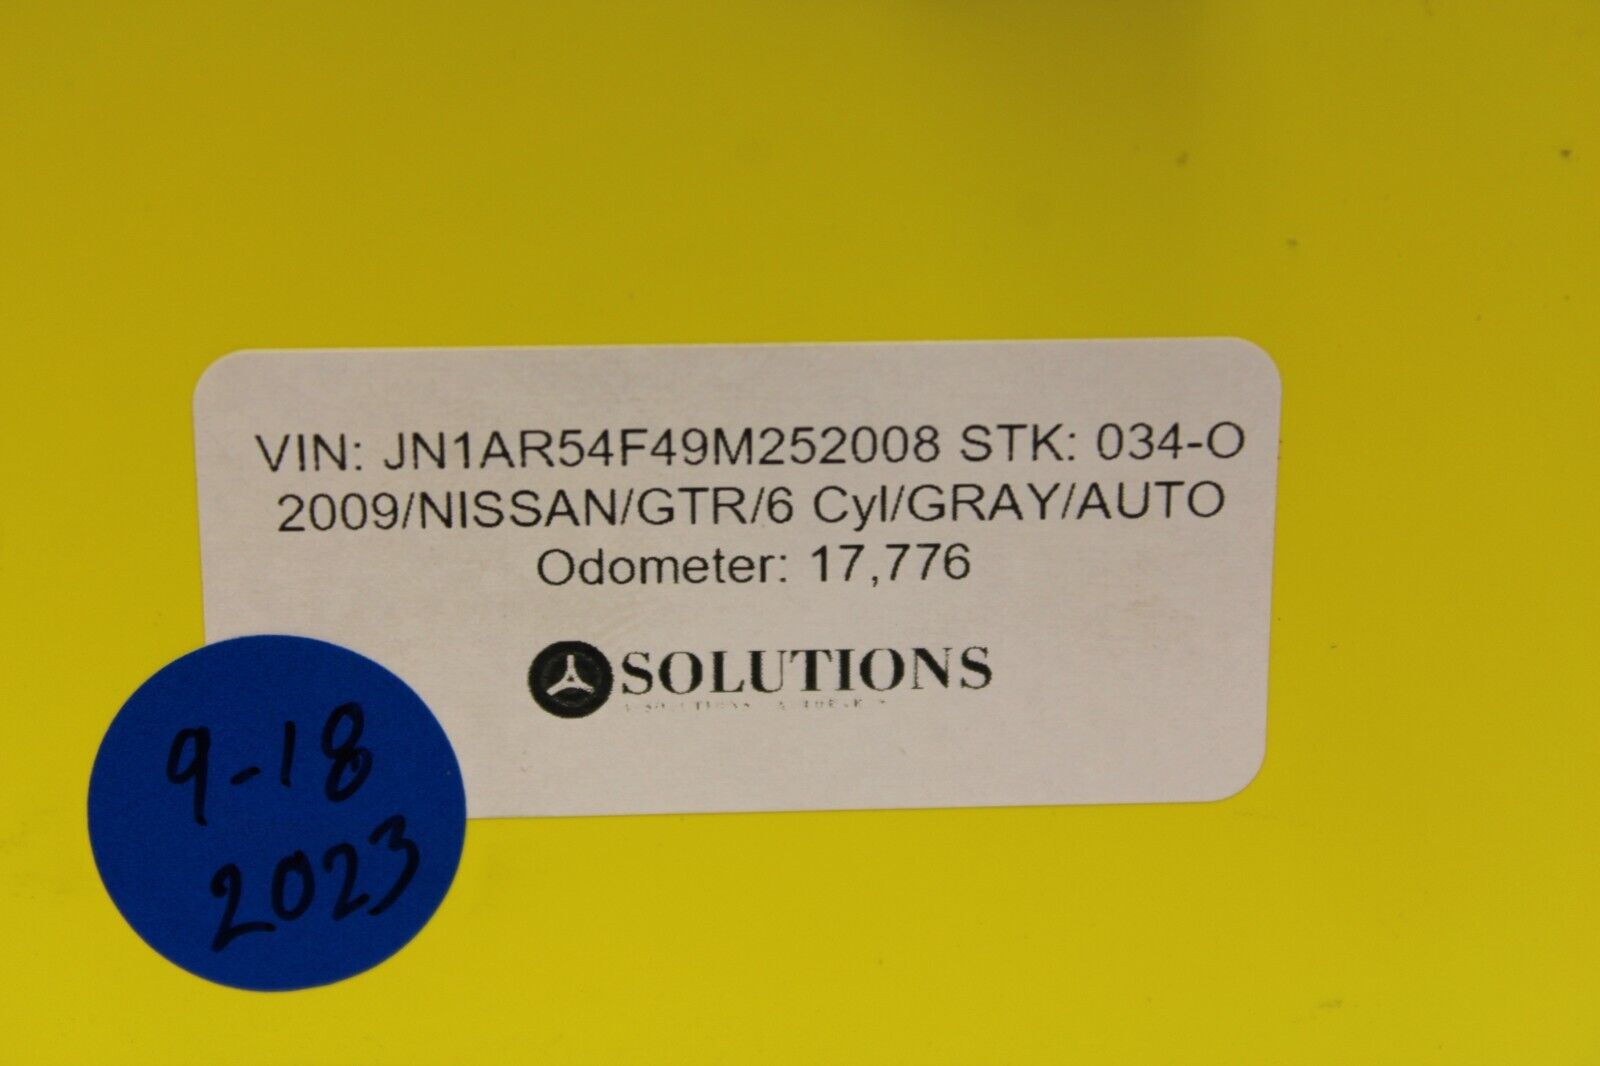 VIN: JN1AR54F49M252008 STK: 034-O
2009/NISSAN/GTR/6 Cyl/GRAY/AUTO
Odometer: 17,776
SOLUTIONS
9-18
2023